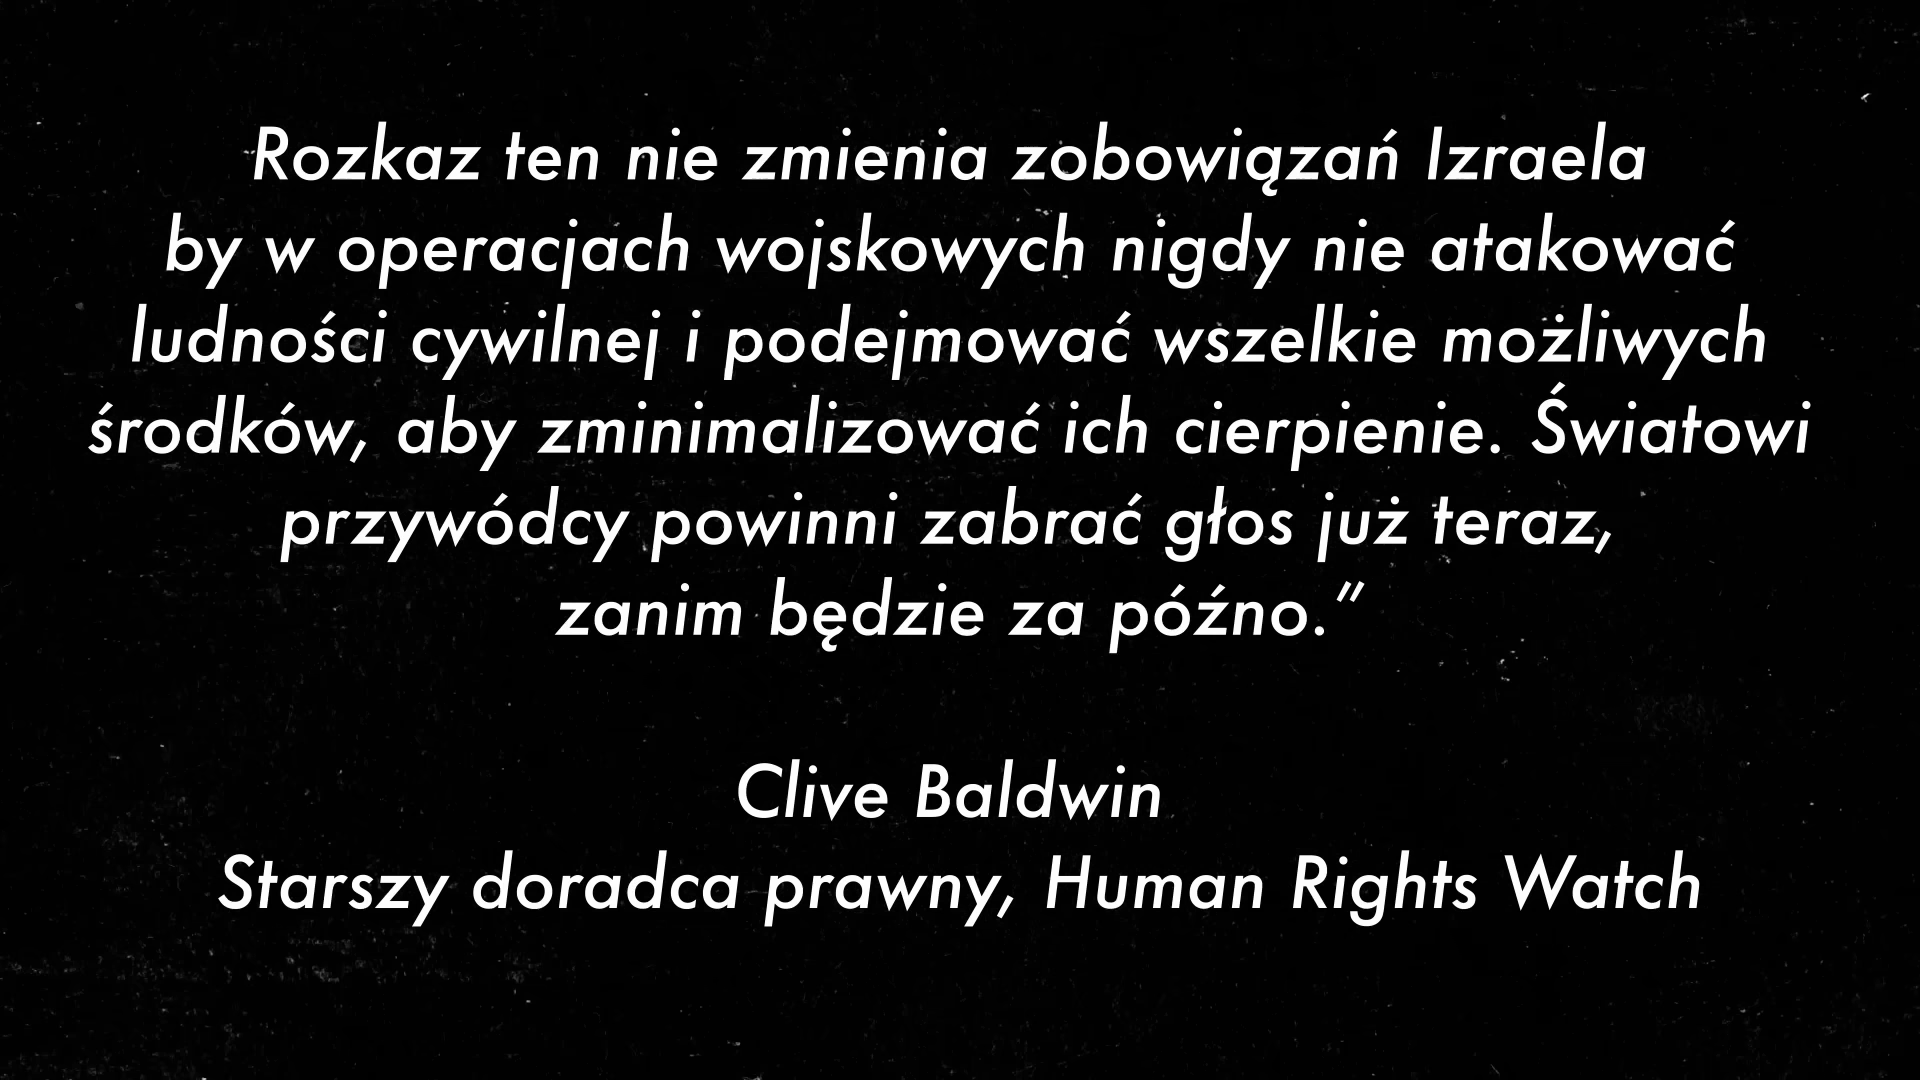 Rozkaz ten nie zmienia zobowiązań Izraela
by w operacjach wojskowych nigdy nie atakować
ludności cywilnej i podejmować wszelkie możliwych
środków, aby zminimalizować ich cierpienie. Światowi
przywódcy powinni zabrać głos już teraz,
zanim będzie za późno.”
Clive Baldwin
Starszy doradca prawny, Human Rights Watch